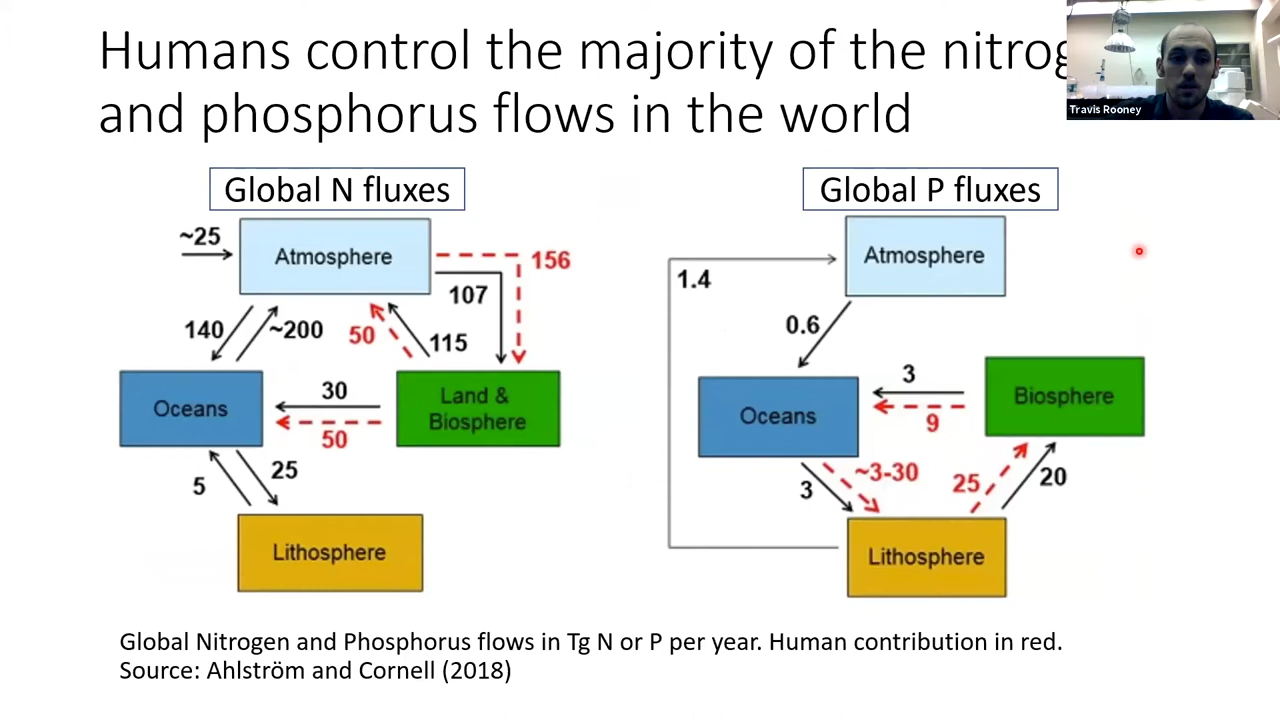 Humans control the majority of the nitrog
and phosphorus flows in the world
Travis Rooney
Global N fluxes
~25
Atmosphere
156
107
140
~200
50
115
Oceans
30
50
Land &
Biosphere
5
25
Lithosphere
Global P fluxes
Atmosphere
1.4
0.6
Oceans
3
9
Biosphere
3
~3-30
25
20
Lithosphere
Global Nitrogen and Phosphorus flows in Tg N or P per year. Human contribution in red.
Source: Ahlström and Cornell (2018)